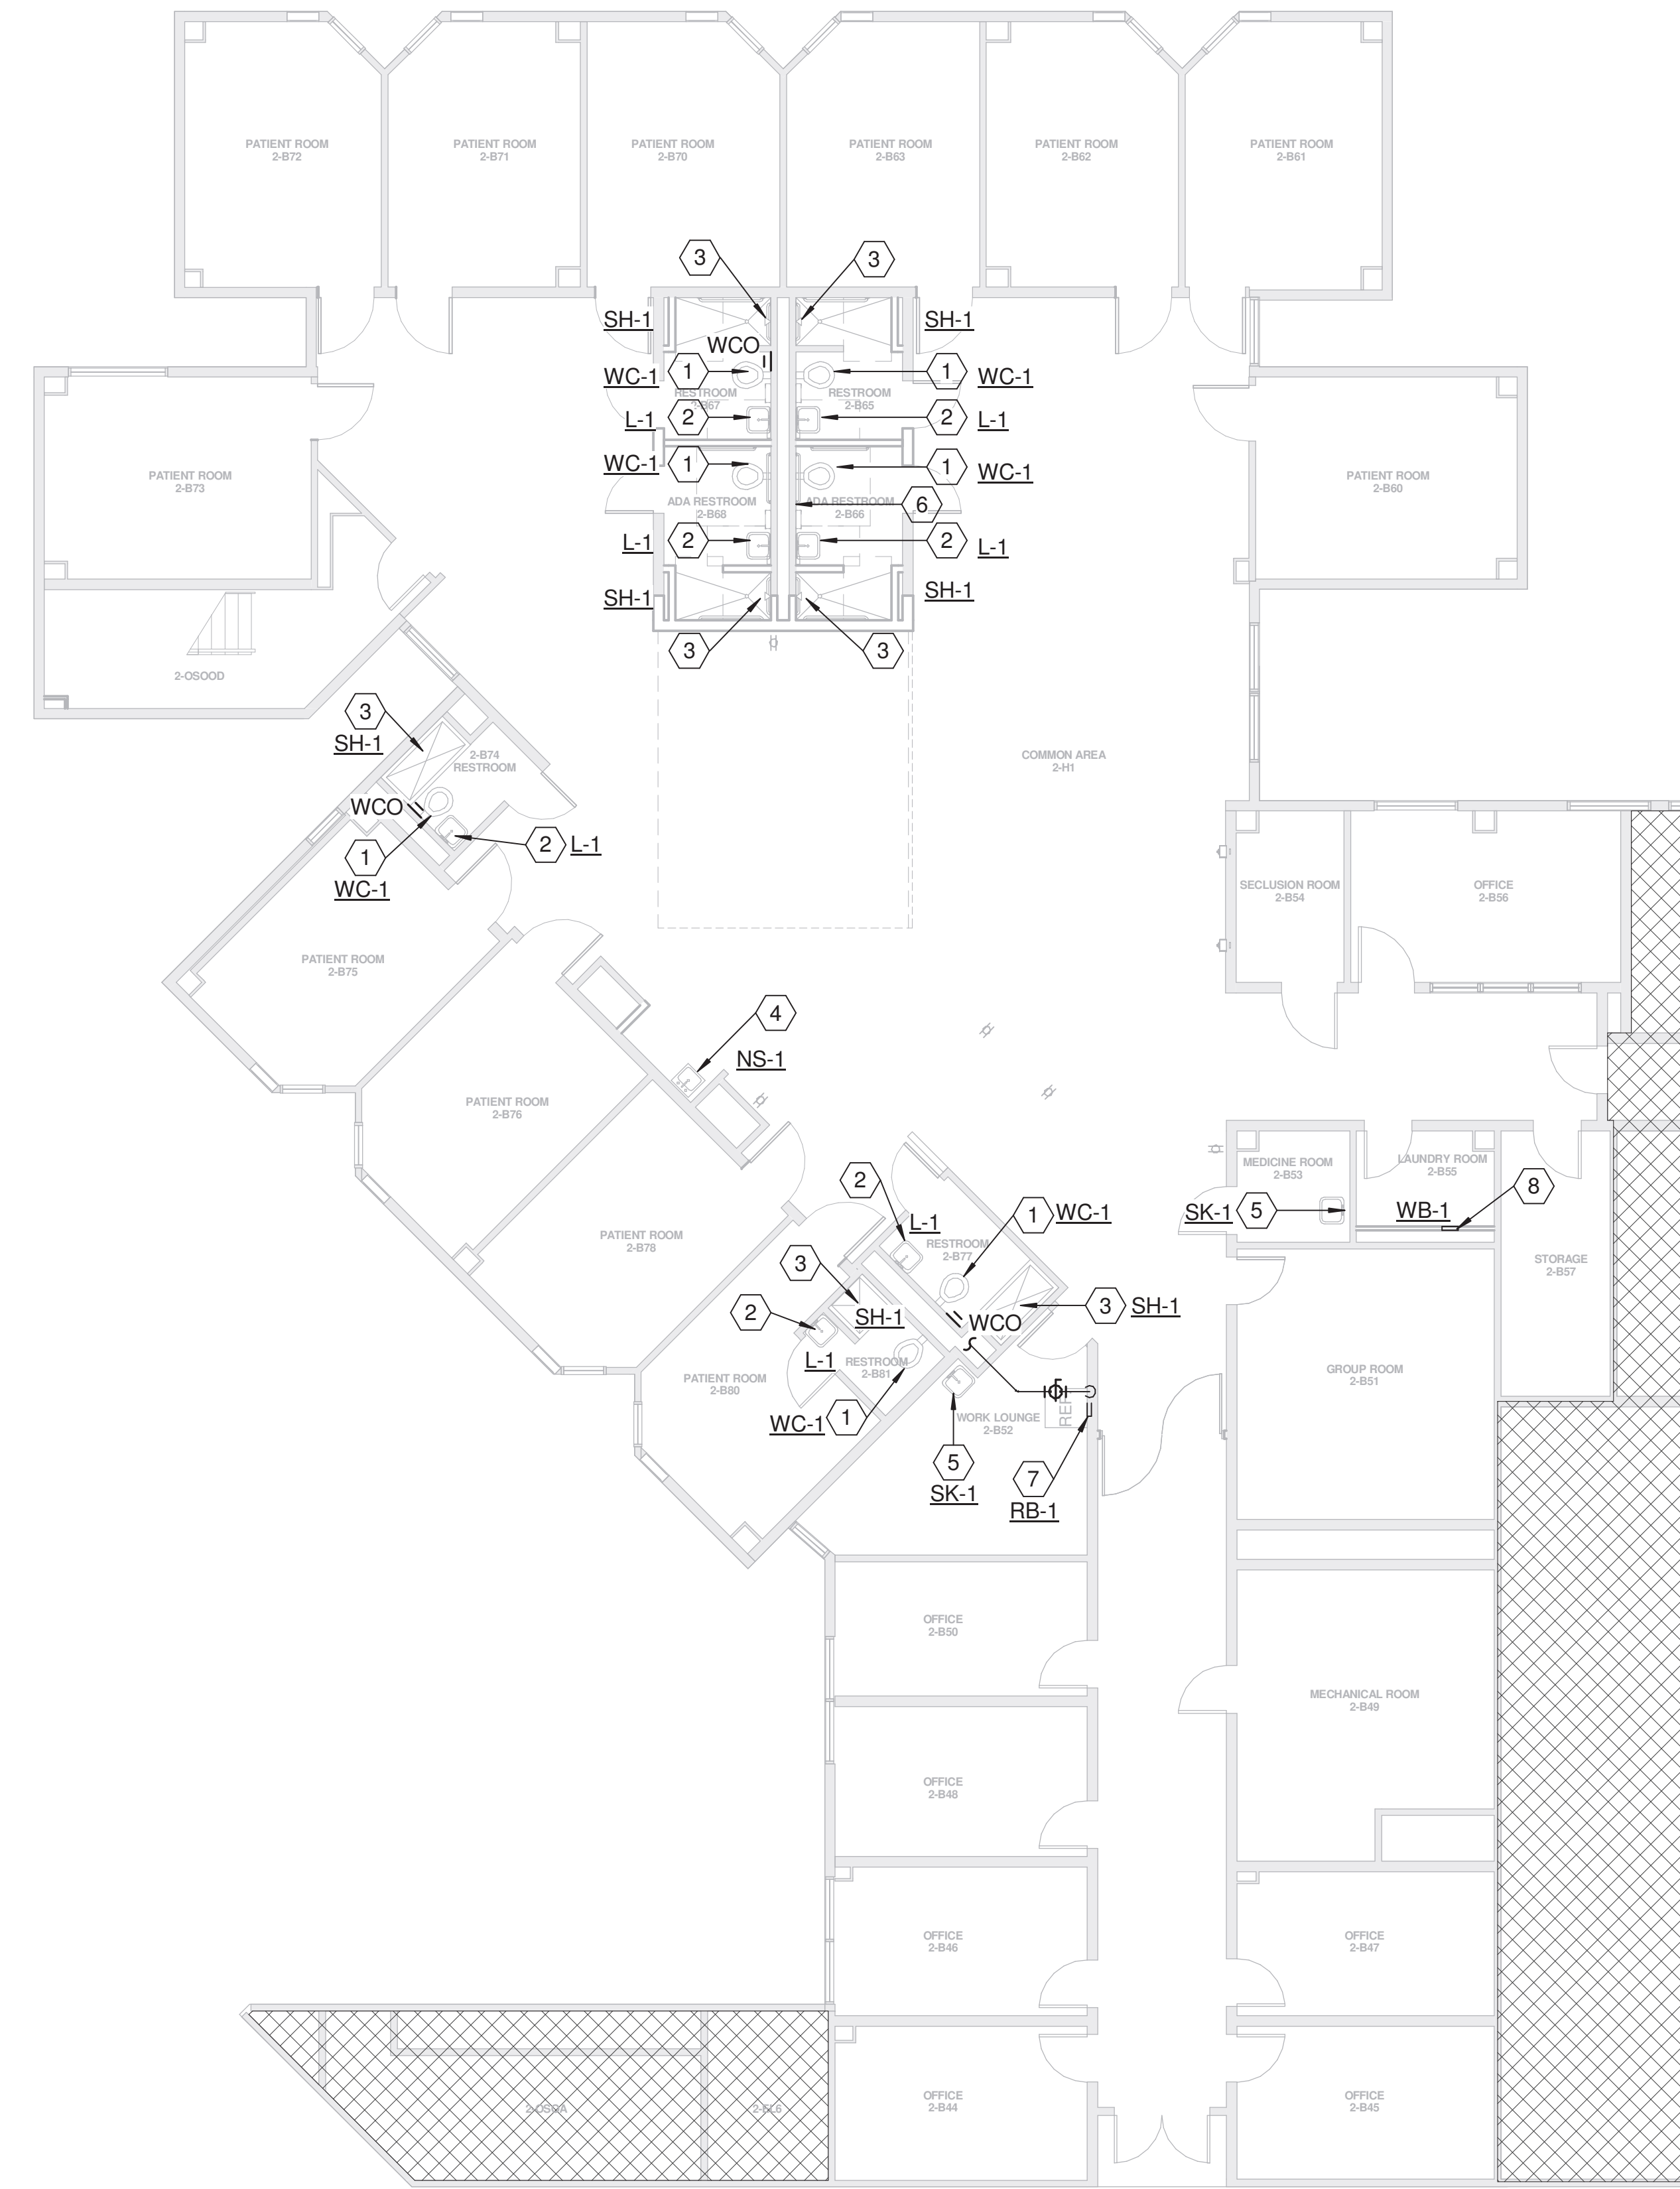 PATIENT ROOM
2-B72
PATIENT ROOM
2-B71
PATIENT ROOM
2-B70
PATIENT ROOM
2-B63
PATIENT ROOM
2-B62
PATIENT ROOM
2-B61
3
3
SH-1
SH-1
WCO
WC-1
1
1
WC-1
RESTROOM
2-B67
RESTROOM
2-B65
L-1
2
2
L-1
WC-1
1
1
WC-1
ADA RESTROOM
2-B68
ADA RESTROOM
2-B66
6
L-1
2
2
L-1
SH-1
SH-1
3
3
PATIENT ROOM
2-B73
PATIENT ROOM
2-B60
2-OSOOD
3
SH-1
2-B74
RESTROOM
WCO
1
WC-1
2
L-1
COMMON AREA
2-H1
SECLUSION ROOM
2-B54
OFFICE
2-B56
PATIENT ROOM
2-B75
4
NS-1
PATIENT ROOM
2-B76
PATIENT ROOM
2-B78
2
L-1
1
WC-1
RESTROOM
2-B77
3
SH-1
3
SH-1
WCO
2
L-1
RESTROOM
2-B81
WC-1
1
PATIENT ROOM
2-B80
MEDICINE ROOM
2-B53
SK-1
5
LAUNDRY ROOM
2-B55
WB-1
8
STORAGE
2-B57
REF
WORK LOUNGE
2-B52
5
SK-1
7
RB-1
GROUP ROOM
2-B51
OFFICE
2-B50
MECHANICAL ROOM
2-B49
OFFICE
2-B48
OFFICE
2-B46
OFFICE
2-B47
2-OSOA
2-EL6
OFFICE
2-B44
OFFICE
2-B45